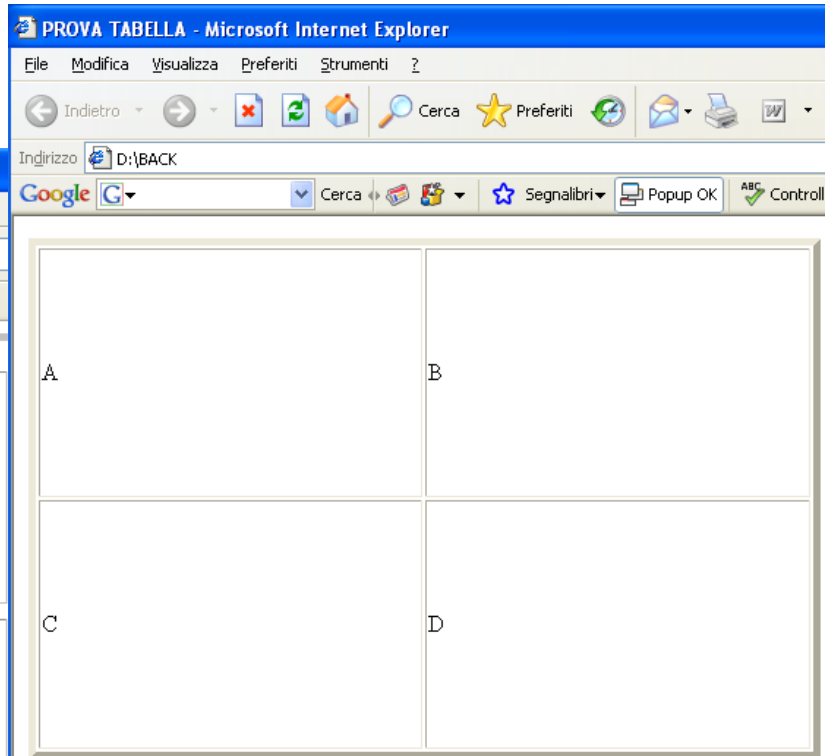 PROVA TABELLA - Microsoft Internet Explorer
File Modifica Visualizza Preferiti Strumenti ?
Indietro Cerca Preferiti W
Indirizzo D:\BACK
Google G Cerca Segnalibri Popup OK ABC Controll
A B
C D